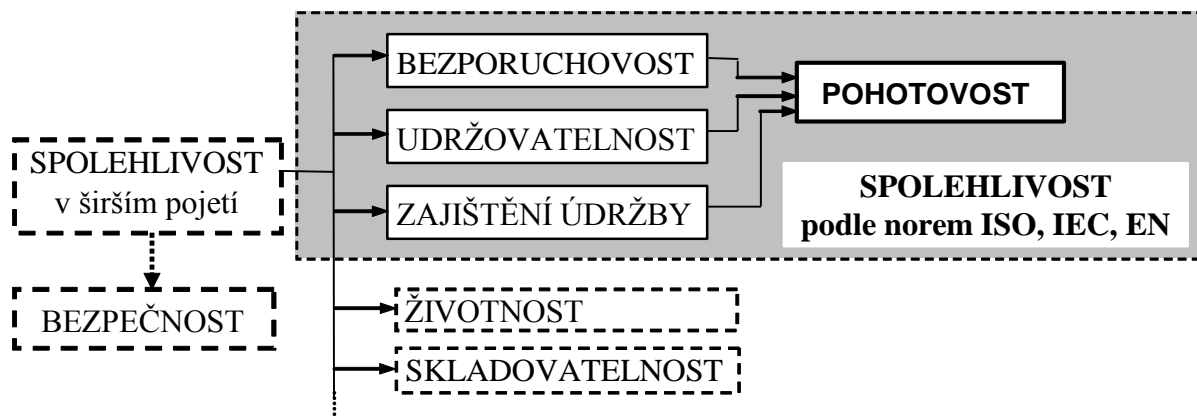 BEZPORUCHOVOST
POHOTOVOST
UDRŽOVATELNOST
SPOLEHLIVOST
v širším pojetí
ZAJIŠTĚNÍ ÚDRŽBY
SPOLEHLIVOST
podle norem ISO, IEC, EN
BEZPEČNOST
ŽIVOTNOST
SKLADOVATELNOST